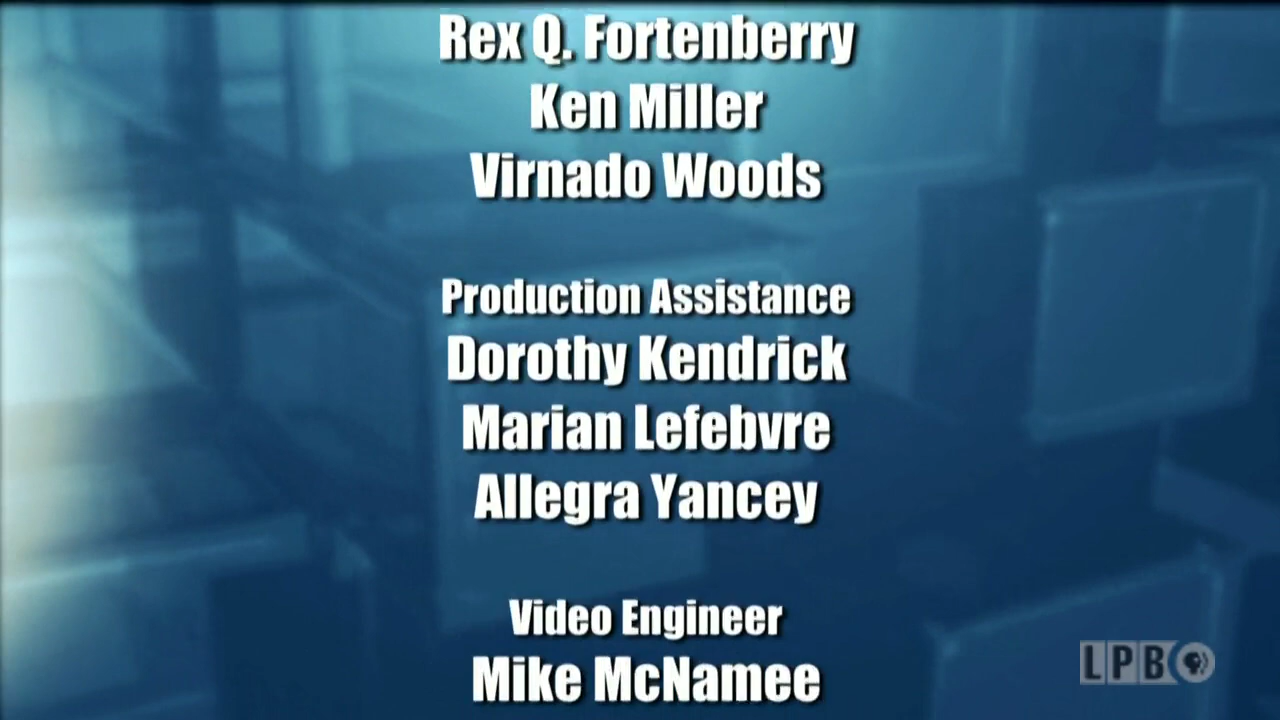 Rex Q. Fortenberry
Ken Miller
Virnado Woods
Production Assistance
Dorothy Kendrick
Marian Lefebvre
Allegra Yancey
Video Engineer
Mike McNamee
LPB